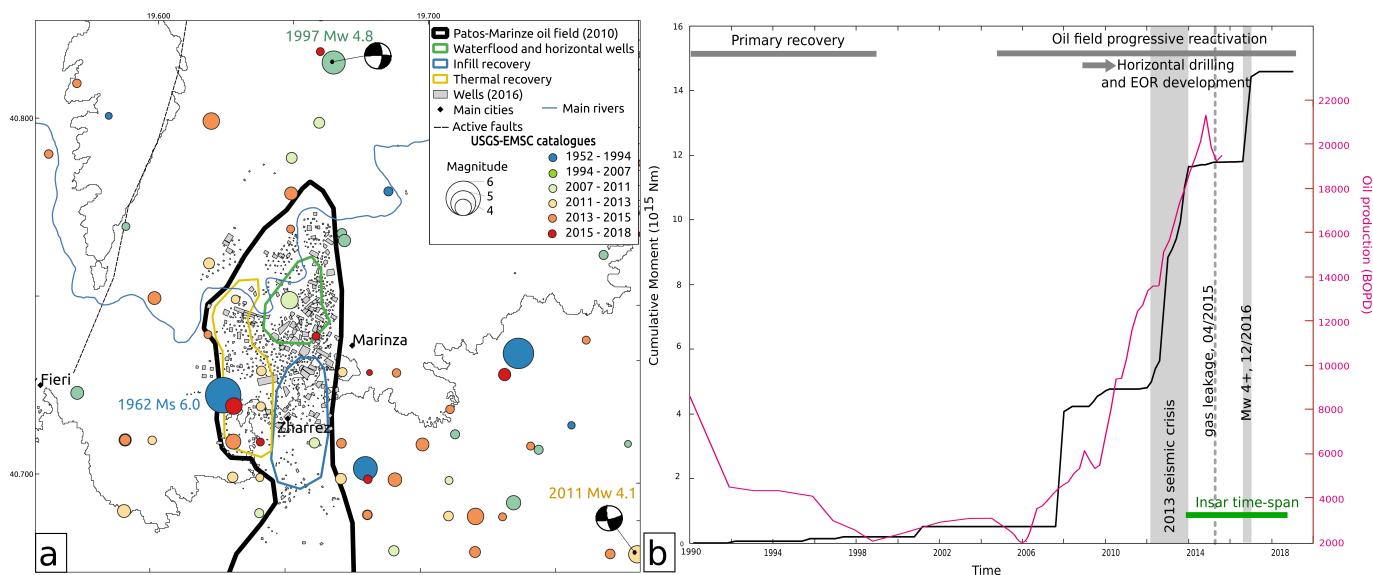 19.600
19.700
1997 Mw 4.8
Patos-Marinze oil field (2010)
Waterflood and horizontal wells
Infill recovery
Thermal recovery
Wells (2016)
Main cities
Main rivers
Active faults
USGS-EMSC catalogues
Magnitude
6
5
4
1952 - 1994
1994 - 2007
2007 - 2011
2011 - 2013
2013 - 2015
2015 - 2018
40.800
Marinza
Fieri
1962 Ms 6.0
Zharrez
40.700
2011 Mw 4.1
a
16
14
12
10
8
6
4
2
0
Cumulative Moment (10 15 Nm)
Primary recovery
Oil field progressive reactivation
Horizontal drilling
and EOR development
2013 seismic crisis
gas leakage, 04/2015
Mw 4+, 12/2016
Insar time-span
22000
20000
18000
16000
14000
12000
10000
8000
6000
4000
2000
Oil production (BOPD)
1990
1994
1998
2002
2006
2010
2014
2018
Time
b